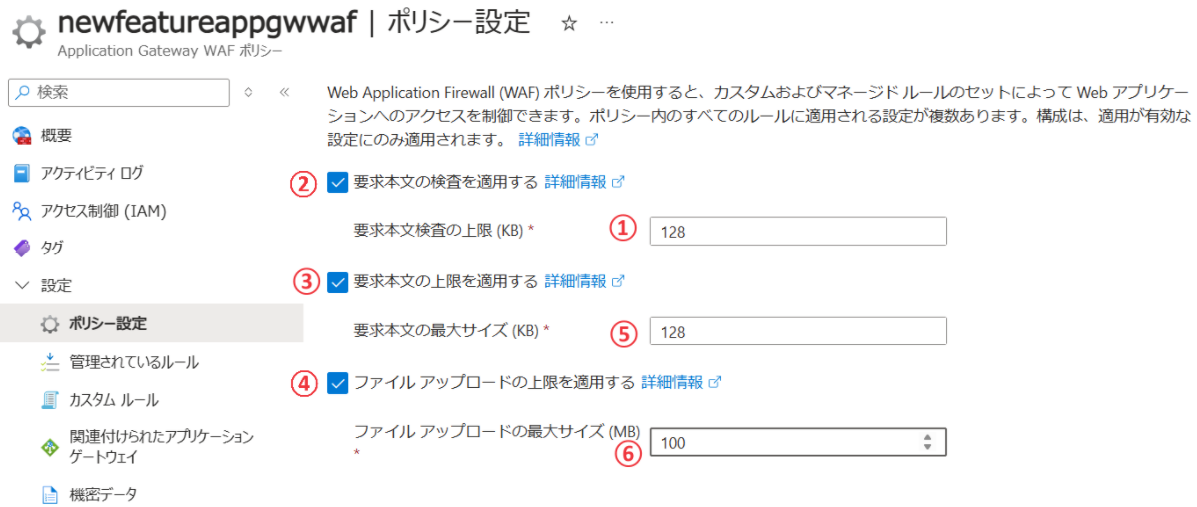 newfeatureappgwwaf | ポリシー設定 ☆ …
Application Gateway WAF ポリシー
検索
概要
アクティビティ ログ
アクセス制御 (IAM)
タグ
設定
ポリシー設定
管理されているルール
カスタム ルール
関連付けられたアプリケーション
ゲートウェイ
機密データ
Web Application Firewall (WAF) ポリシーを使用すると、カスタムおよびマネージド ルールのセットによって Web アプリケー
ションへのアクセスを制御できます。ポリシー内のすべてのルールに適用される設定が複数あります。構成は、適用が有効な
設定にのみ適用されます。 詳細情報
② 要求本文の検査を適用する 詳細情報
要求本文検査の上限 (KB) * ① 128
③ 要求本文の上限を適用する 詳細情報
要求本文の最大サイズ (KB) * ⑤ 128
④ ファイル アップロードの上限を適用する 詳細情報
ファイル アップロードの最大サイズ (MB)
* ⑥ 100